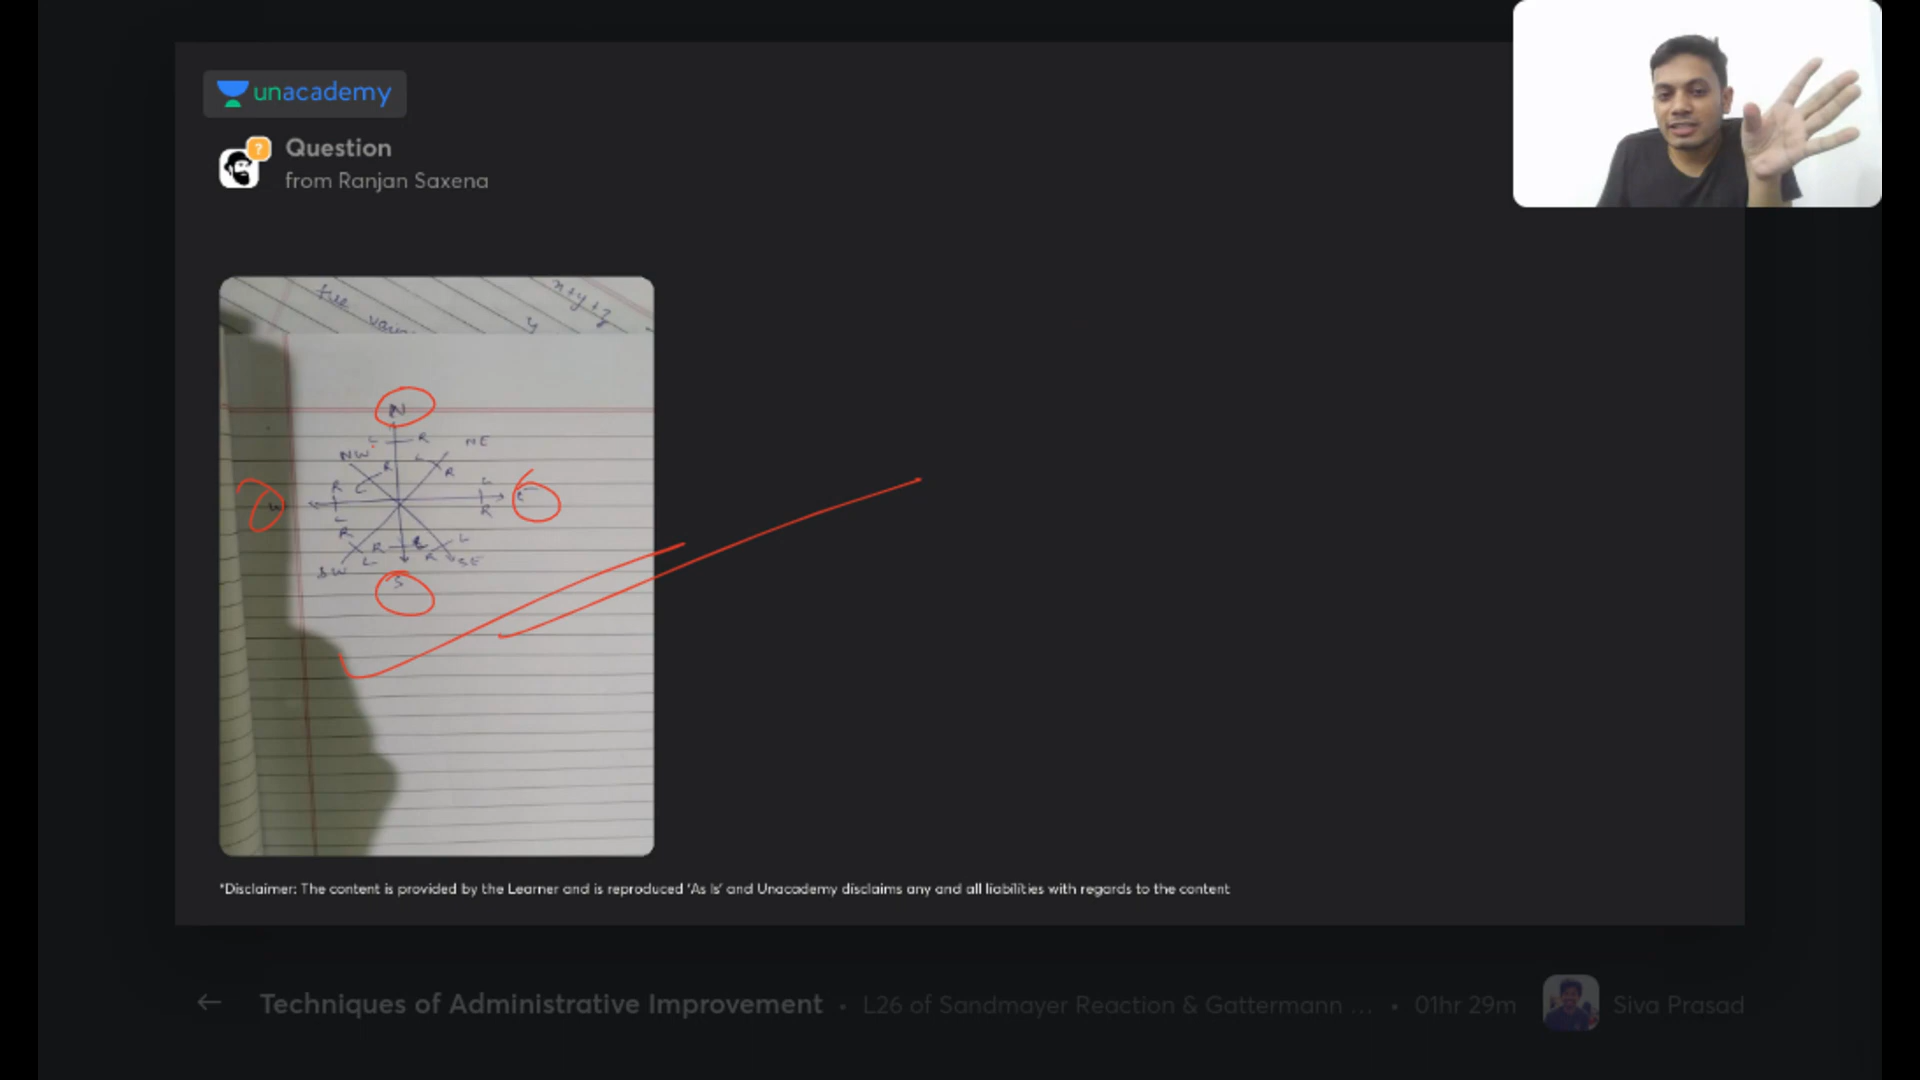 unacademy
?
Question
from Ranjan Saxena
x+y+z
y
N
L R
NE
NW
R L
R
L
R L
W
E
L
R
R
R L
L
L R
SW
SE
S
*Disclaimer: The content is provided by the Learner and is reproduced 'As Is' and Unacademy disclaims any and all liabilities with regards to the content
← Techniques of Administrative Improvement • L26 of Sandmayer Reaction & Gattermann ... • 01hr 29m Siva Prasad